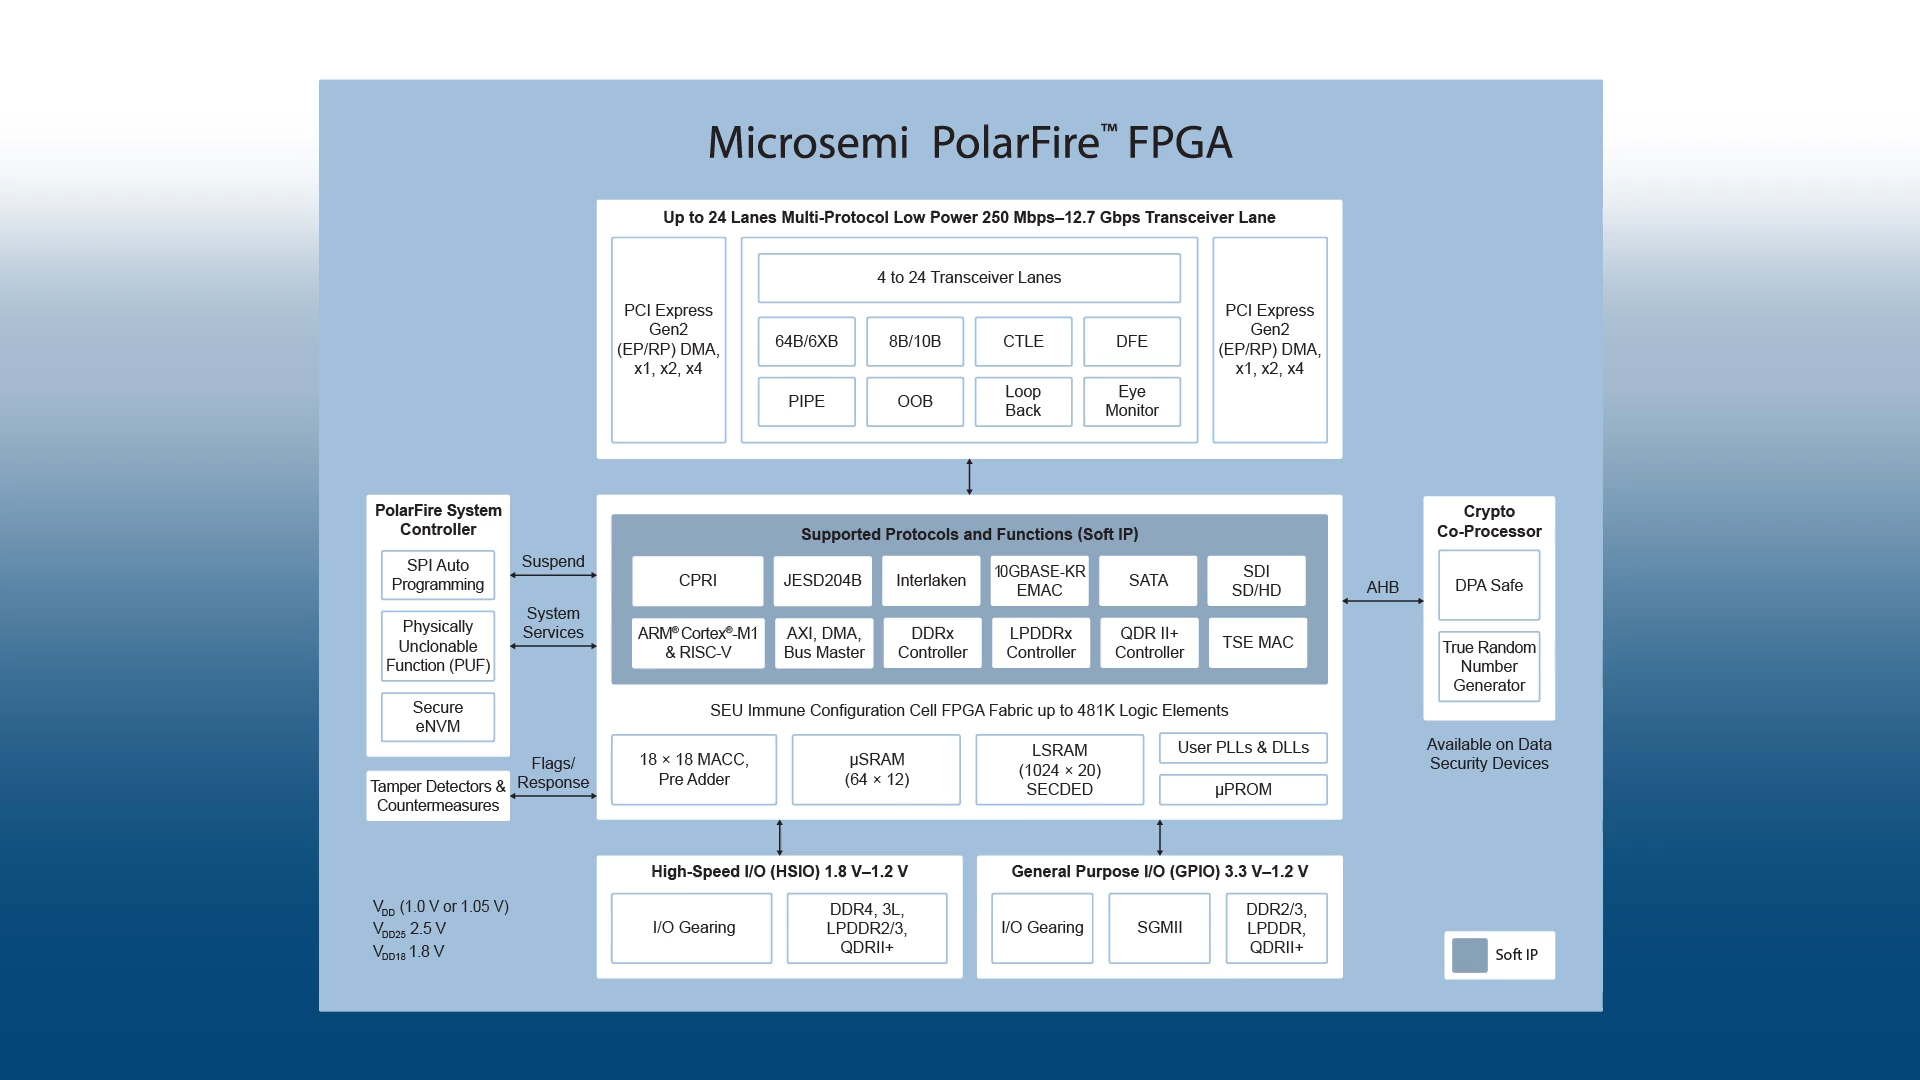 Microsemi PolarFire™ FPGA
Up to 24 Lanes Multi-Protocol Low Power 250 Mbps–12.7 Gbps Transceiver Lane
PCI Express
Gen2
(EP/RP) DMA,
x1, x2, x4
4 to 24 Transceiver Lanes
64B/6XB
8B/10B
CTLE
DFE
PIPE
OOB
Loop
Back
Eye
Monitor
PCI Express
Gen2
(EP/RP) DMA,
x1, x2, x4
PolarFire System
Controller
SPI Auto
Programming
Physically
Unclonable
Function (PUF)
Secure
eNVM
Tamper Detectors &
Countermeasures
Suspend
System
Services
Flags/
Response
Supported Protocols and Functions (Soft IP)
CPRI
JESD204B
Interlaken
10GBASE-KR
EMAC
SATA
SDI
SD/HD
ARM® Cortex®-M1
& RISC-V
AXI, DMA,
Bus Master
DDRx
Controller
LPDDRx
Controller
QDR II+
Controller
TSE MAC
SEU Immune Configuration Cell FPGA Fabric up to 481K Logic Elements
18 × 18 MACC,
Pre Adder
µSRAM
(64 × 12)
LSRAM
(1024 × 20)
SECDED
User PLLs & DLLs
µPROM
AHB
Crypto
Co-Processor
DPA Safe
True Random
Number
Generator
Available on Data
Security Devices
High-Speed I/O (HSIO) 1.8 V–1.2 V
I/O Gearing
DDR4, 3L,
LPDDR2/3,
QDRII+
General Purpose I/O (GPIO) 3.3 V–1.2 V
I/O Gearing
SGMII
DDR2/3,
LPDDR,
QDRII+
VDD (1.0 V or 1.05 V)
VDD25 2.5 V
VDD18 1.8 V
Soft IP